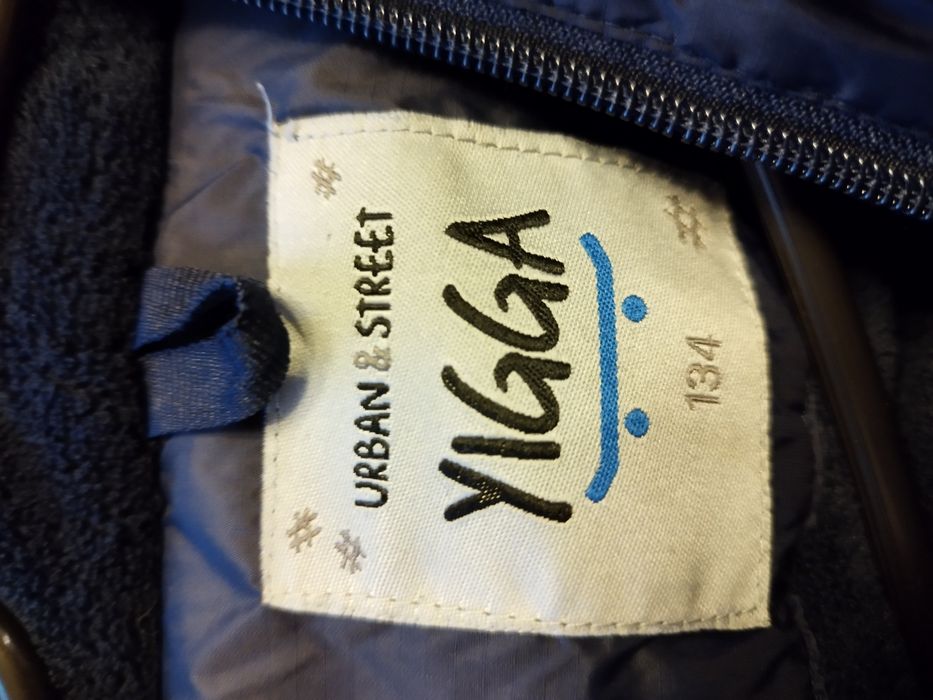 # #
URBAN & STREET
# YIGGA
134 #